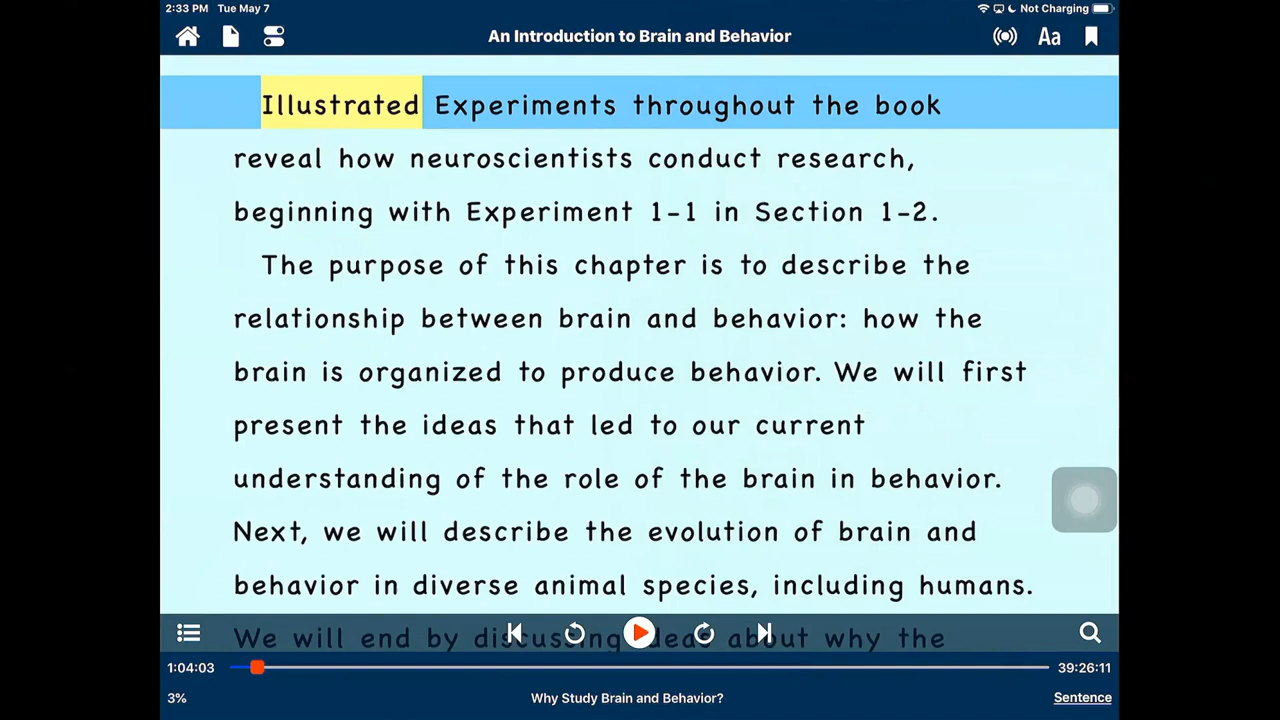 2:33 PM Tue May 7 Not Charging
An Introduction to Brain and Behavior Aa
Illustrated Experiments throughout the book
reveal how neuroscientists conduct research,
beginning with Experiment 1-1 in Section 1-2.
The purpose of this chapter is to describe the
relationship between brain and behavior: how the
brain is organized to produce behavior. We will first
present the ideas that led to our current
understanding of the role of the brain in behavior.
Next, we will describe the evolution of brain and
behavior in diverse animal species, including humans.
We will end by discussing ideas about why the
1:04:03 39:26:11
3% Why Study Brain and Behavior? Sentence